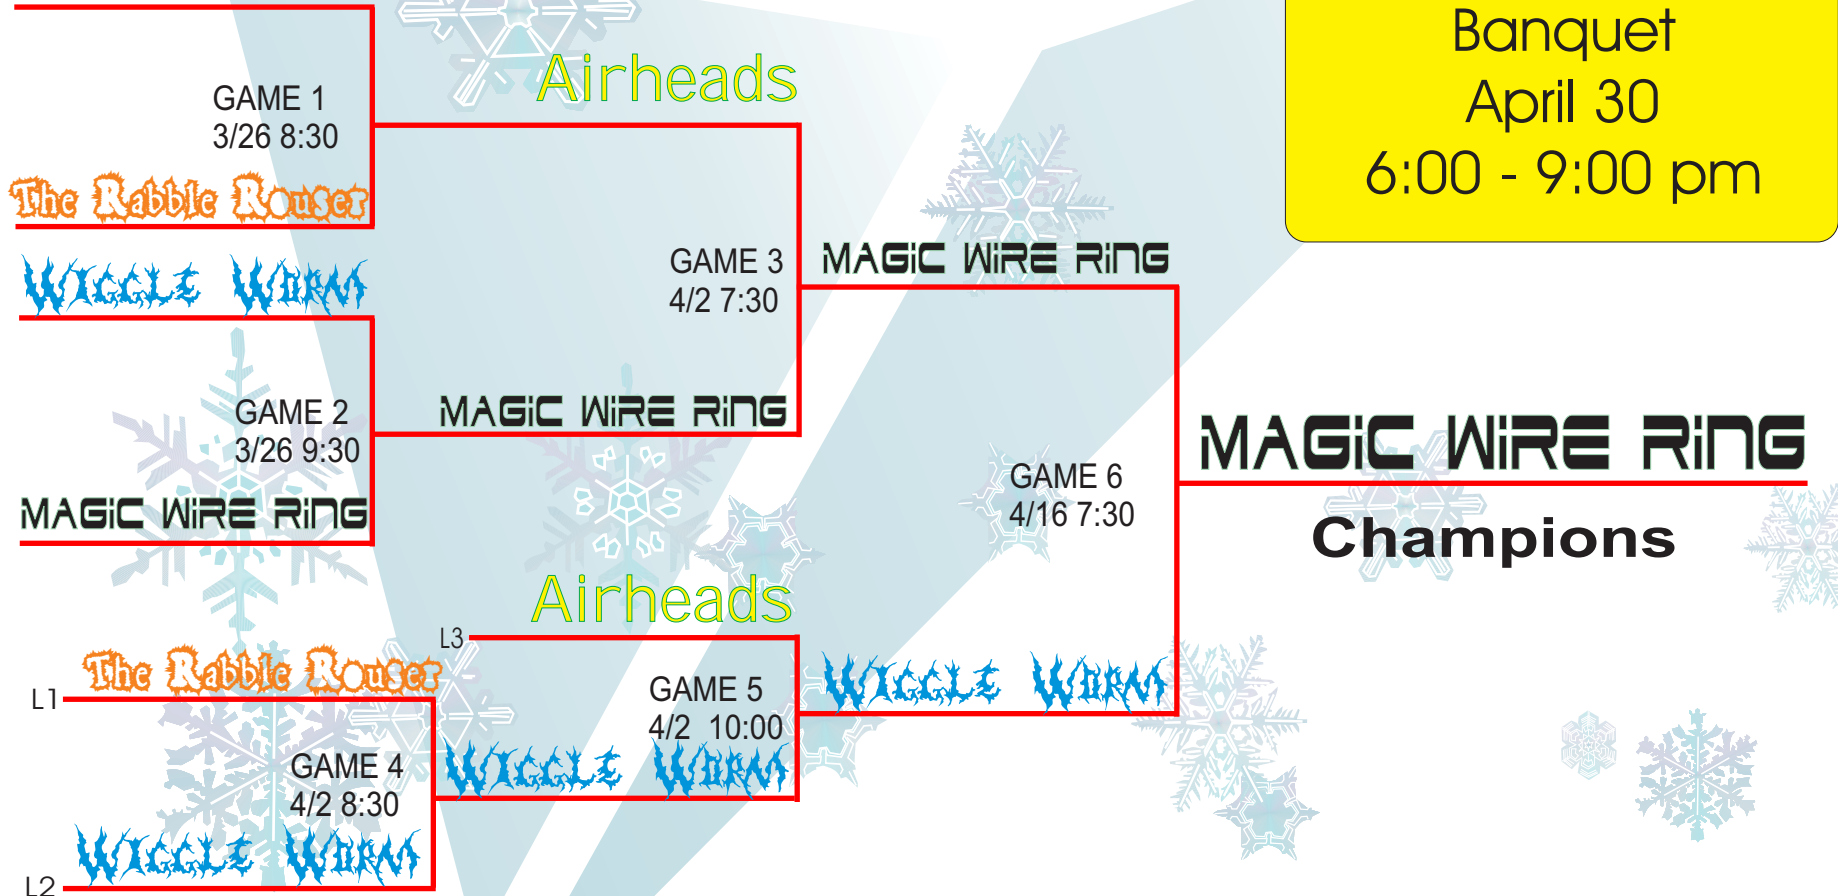 Banquet
April 30
6:00 - 9:00 pm
Airheads
GAME 1
3/26 8:30
The Rabble Rouser
WIGGLE WORM
GAME 3
4/2 7:30
MAGiC WiRE RiNG
GAME 2
3/26 9:30
MAGiC WiRE RiNG
MAGiC WiRE RiNG
MAGiC WiRE RiNG
Champions
GAME 6
4/16 7:30
Airheads
L3
The Rabble Rouser
L1
GAME 5
4/2 10:00
WIGGLE WORM
GAME 4
4/2 8:30
WIGGLE WORM
WIGGLE WORM
L2